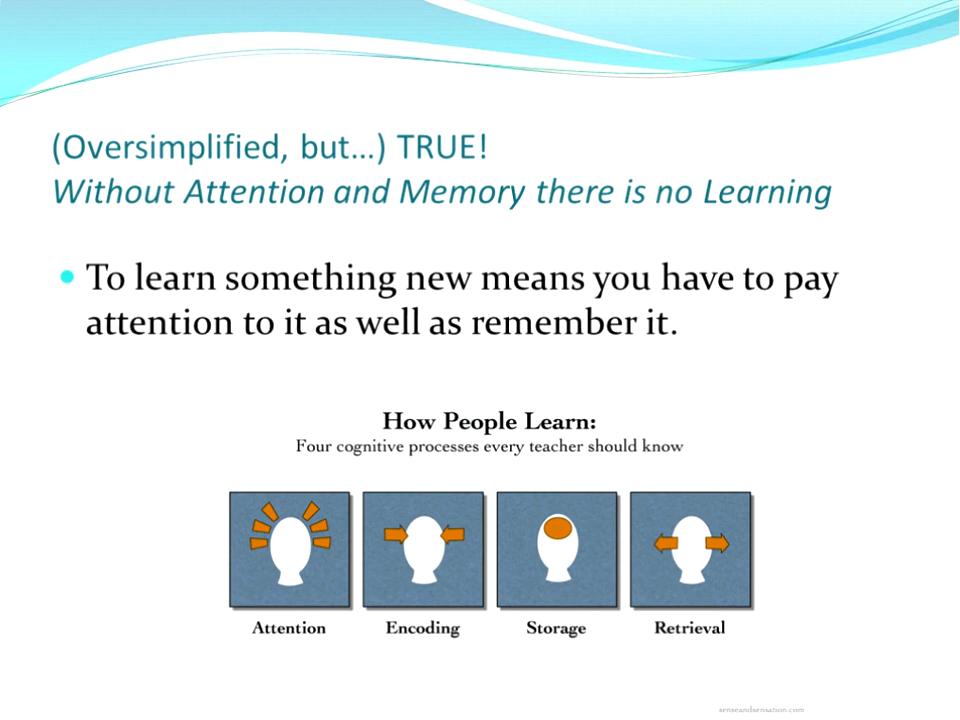 (Oversimplified, but…) TRUE!
Without Attention and Memory there is no Learning
To learn something new means you have to pay
attention to it as well as remember it.
How People Learn:
Four cognitive processes every teacher should know
Attention Encoding Storage Retrieval
senseandsensation.com